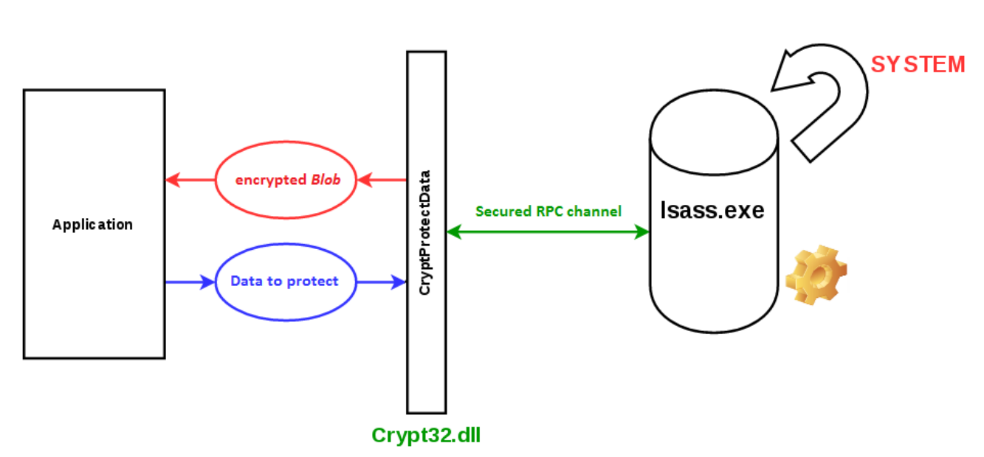 SYSTEM
encrypted Blob
Application
CryptProtectData
Secured RPC channel
lsass.exe
Data to protect
Crypt32.dll